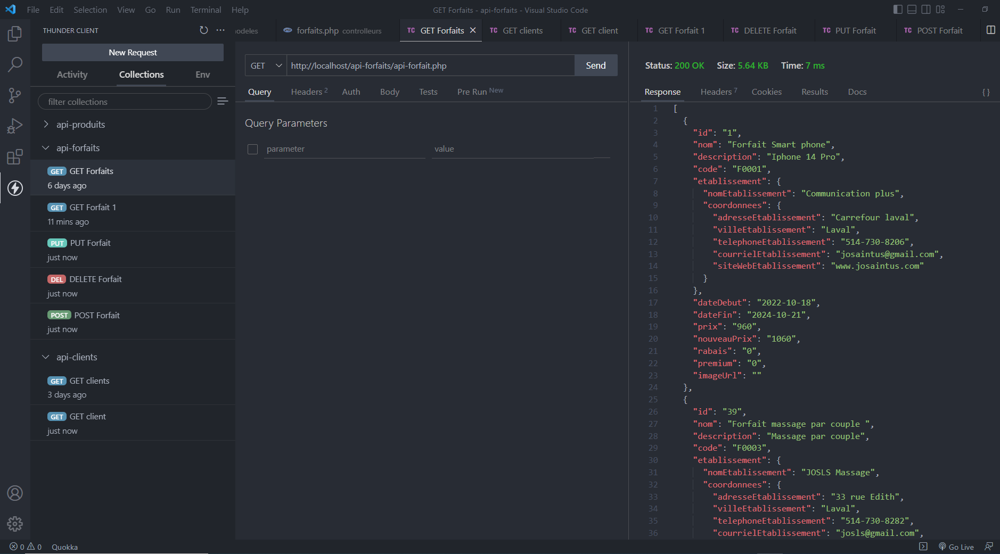 File Edit Selection View Go Run Terminal Help
GET Forfaits - api-forfaits - Visual Studio Code
THUNDER CLIENT
New Request
Activity Collections Env
filter collections
api-produits
api-forfaits
GET GET Forfaits
6 days ago
GET GET Forfait 1
11 mins ago
PUT PUT Forfait
just now
DEL DELETE Forfait
just now
POST POST Forfait
just now
api-clients
GET GET clients
3 days ago
GET GET client
just now
odeles
php forfaits.php controlleurs
TC GET Forfaits
TC GET clients
TC GET client
TC GET Forfait 1
TC DELETE Forfait
TC PUT Forfait
TC POST Forfait
GET http://localhost/api-forfaits/api-forfait.php Send
Query Headers 2 Auth Body Tests Pre Run New
Query Parameters
parameter value
Status: 200 OK Size: 5.64 KB Time: 7 ms
Response Headers 7 Cookies Results Docs { }
1 [
2 {
3 "id": "1",
4 "nom": "Forfait Smart phone",
5 "description": "Iphone 14 Pro",
6 "code": "F0001",
7 "etablissement": {
8 "nomEtablissement": "Communication plus",
9 "coordonnees": {
10 "adresseEtablissement": "Carrefour laval",
11 "villeEtablissement": "Laval",
12 "telephoneEtablissement": "514-730-8206",
13 "courrielEtablissement": "josaintus@gmail.com",
14 "siteWebEtablissement": "www.josaintus.com"
15 }
16 },
17 "dateDebut": "2022-10-18",
18 "dateFin": "2024-10-21",
19 "prix": "960",
20 "nouveauPrix": "1060",
21 "rabais": "0",
22 "premium": "0",
23 "imageUrl": ""
24 },
25 {
26 "id": "39",
27 "nom": "Forfait massage par couple ",
28 "description": "Massage par couple",
29 "code": "F0003",
30 "etablissement": {
31 "nomEtablissement": "JOSLS Massage",
32 "coordonnees": {
33 "adresseEtablissement": "33 rue Edith",
34 "villeEtablissement": "Laval",
35 "telephoneEtablissement": "514-730-8282",
36 "courrielEtablissement": "josls@gmail.com",
0 0 Quokka
Go Live